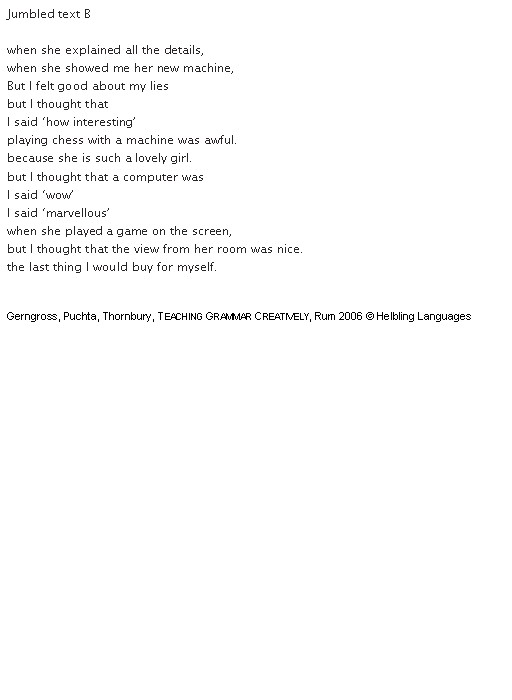 Jumbled text B
when she explained all the details,
when she showed me her new machine,
But I felt good about my lies
but I thought that
I said ‘how interesting’
playing chess with a machine was awful.
because she is such a lovely girl.
but I thought that a computer was
I said ‘wow’
I said ‘marvellous’
when she played a game on the screen,
but I thought that the view from her room was nice.
the last thing I would buy for myself.
Gerngross, Puchta, Thornbury, TEACHING GRAMMAR CREATIVELY, Rum 2006 © Helbling Languages